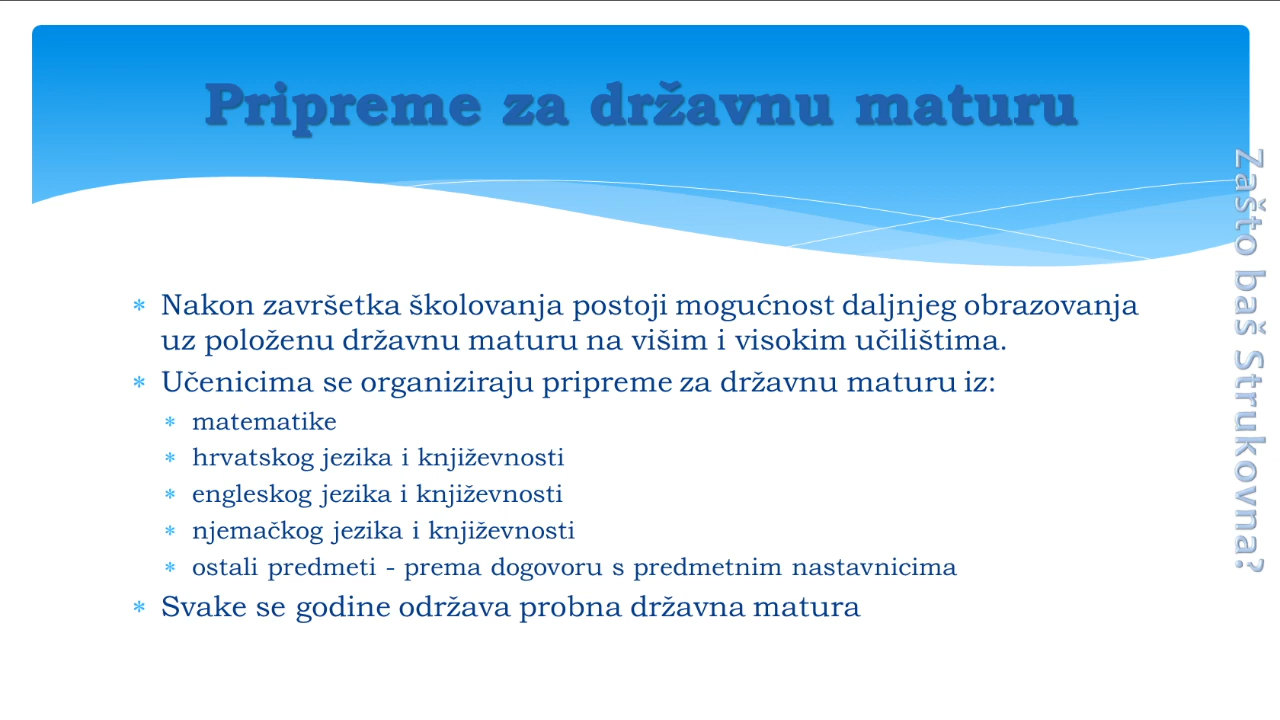 Pripreme za državnu maturu
Nakon završetka školovanja postoji mogućnost daljnjeg obrazovanja
uz položenu državnu maturu na višim i visokim učilištima.
Učenicima se organiziraju pripreme za državnu maturu iz:
matematike
hrvatskog jezika i književnosti
engleskog jezika i književnosti
njemačkog jezika i književnosti
ostali predmeti - prema dogovoru s predmetnim nastavnicima
Svake se godine održava probna državna matura
Zašto baš Strukovna?